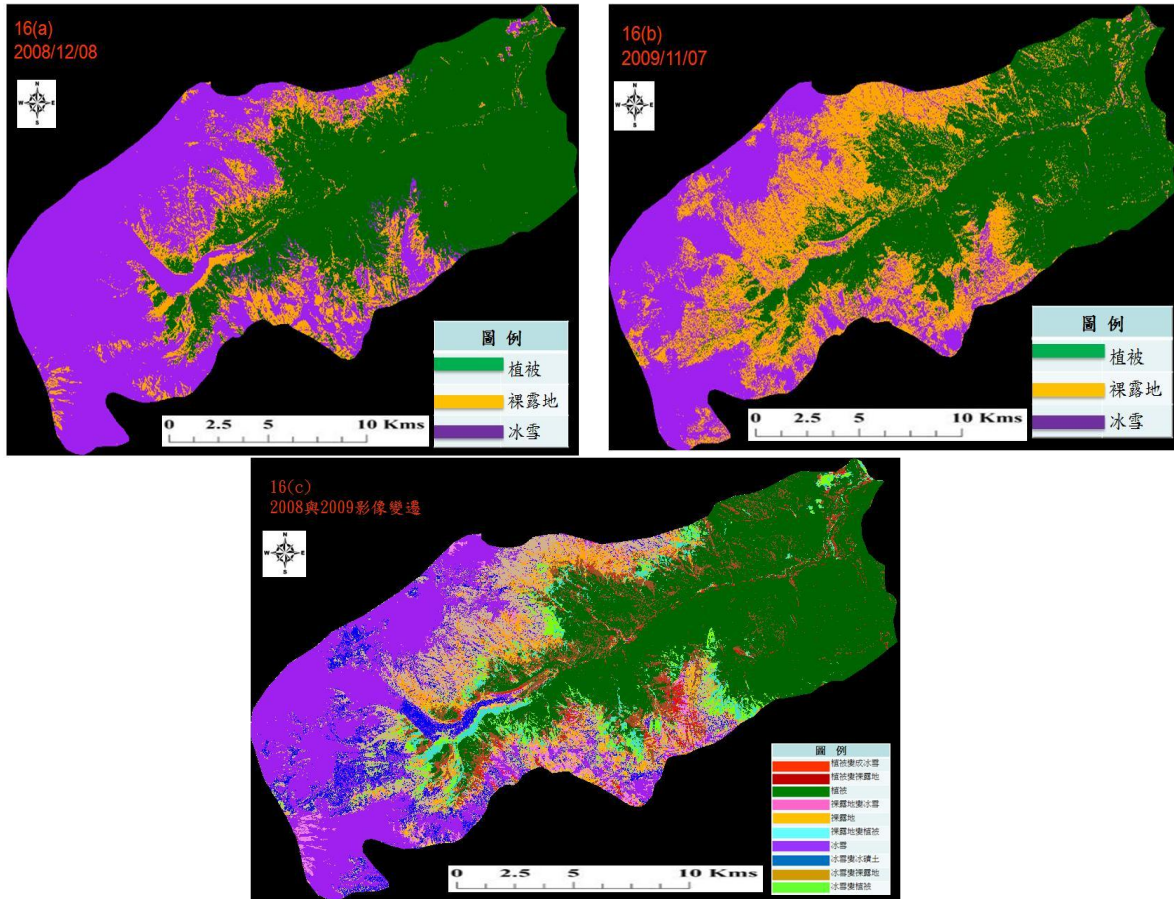 16(a)
2008/12/08
N
W E
S
圖 例
植被
裸露地
冰雪
0 2.5 5 10 Kms
16(b)
2009/11/07
N
W E
S
圖 例
植被
裸露地
冰雪
0 2.5 5 10 Kms
16(c)
2008與2009影像變遷
N
W E
S
圖 例
植被變成冰雪
植被變裸露地
植被
裸露地變冰雪
裸露地
裸露地變植被
冰雪
冰雪變冰磧土
冰雪變裸露地
冰雪變植被
0 2.5 5 10 Kms